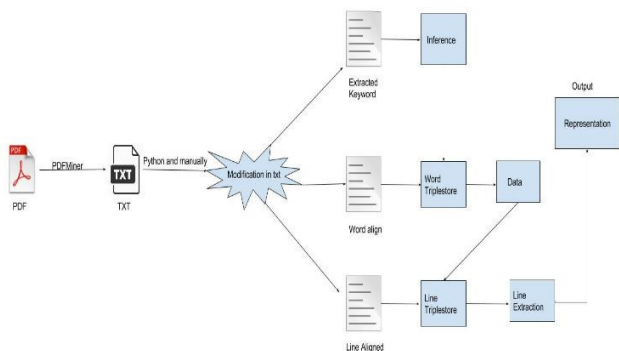 Extracted
Keyword
Inference
Output
Representation
PDF
PDFMiner
PDF
TXT
TXT
Python and manually
Modification in txt
Word align
Word
Triplestore
Data
Line Aligned
Line
Triplestore
Line
Extraction